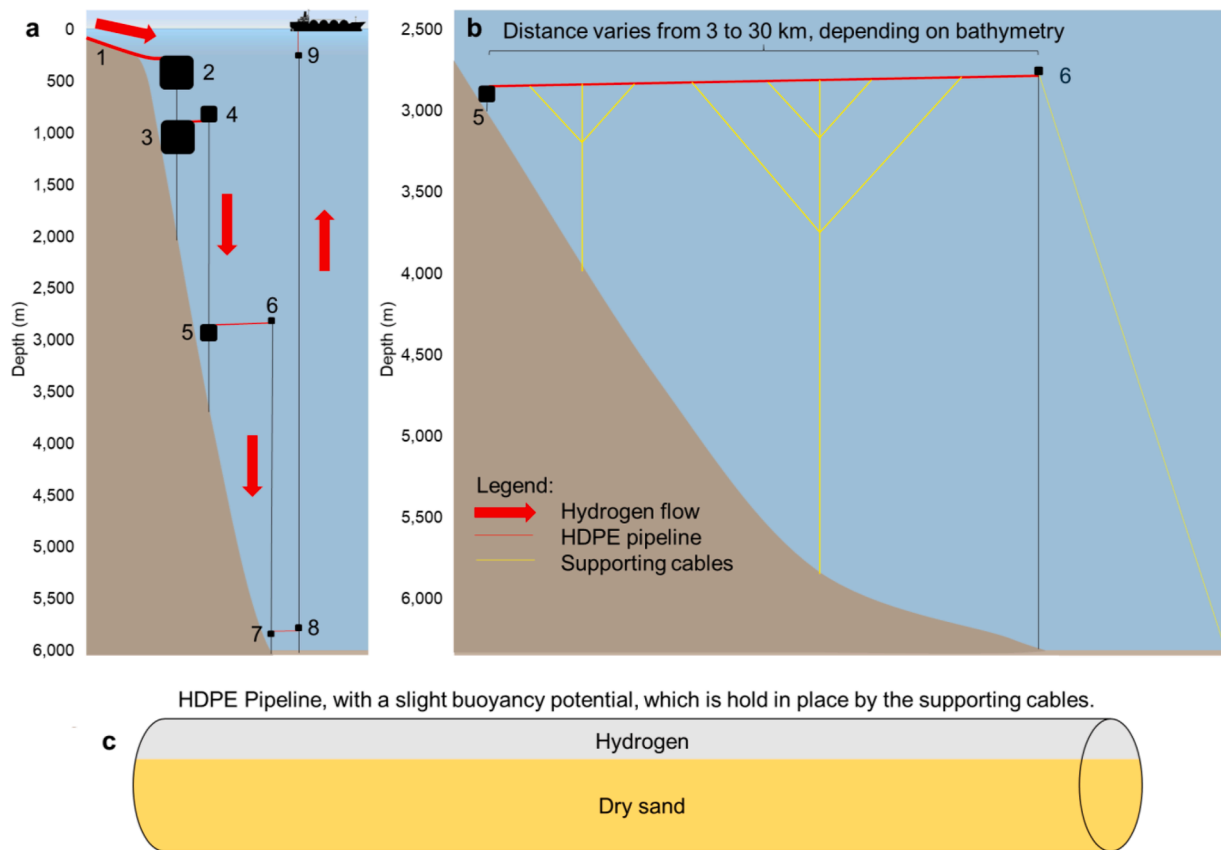 a
0
500
1,000
1,500
2,000
2,500
3,000
3,500
4,000
4,500
5,000
5,500
6,000
Depth (m)
1
2
3
4
5
6
7
8
9
b
2,500
3,000
3,500
4,000
4,500
5,000
5,500
6,000
Depth (m)
Distance varies from 3 to 30 km, depending on bathymetry
5
6
Legend:
Hydrogen flow
HDPE pipeline
Supporting cables
HDPE Pipeline, with a slight buoyancy potential, which is hold in place by the supporting cables.
c
Hydrogen
Dry sand